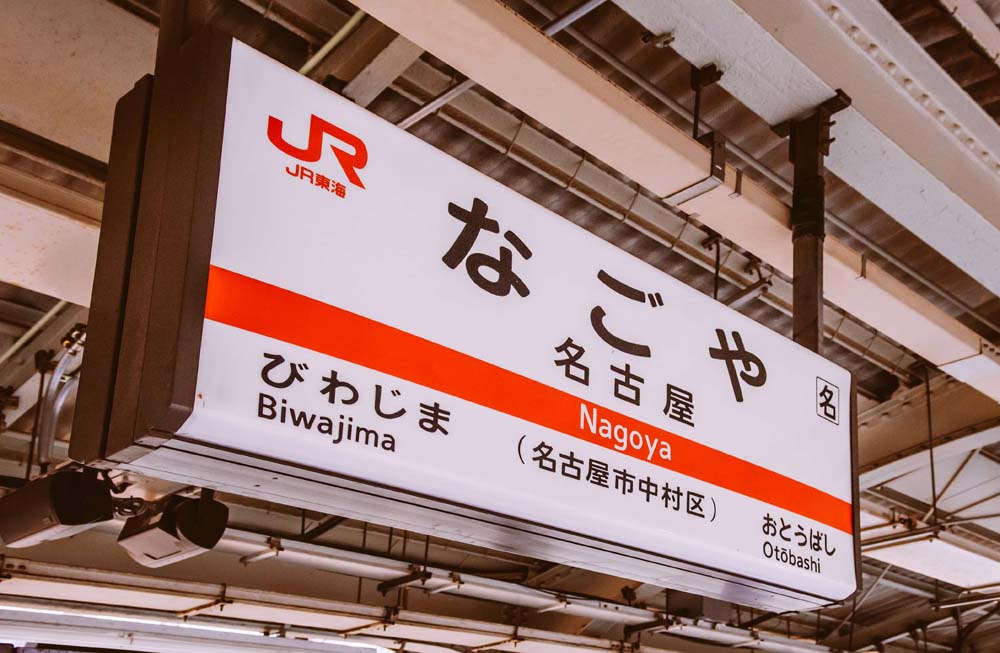 JR
JR東海
なごや
名古屋
名
Nagoya
(名古屋市中村区)
びわじま
Biwajima
おとうばし
Otōbashi